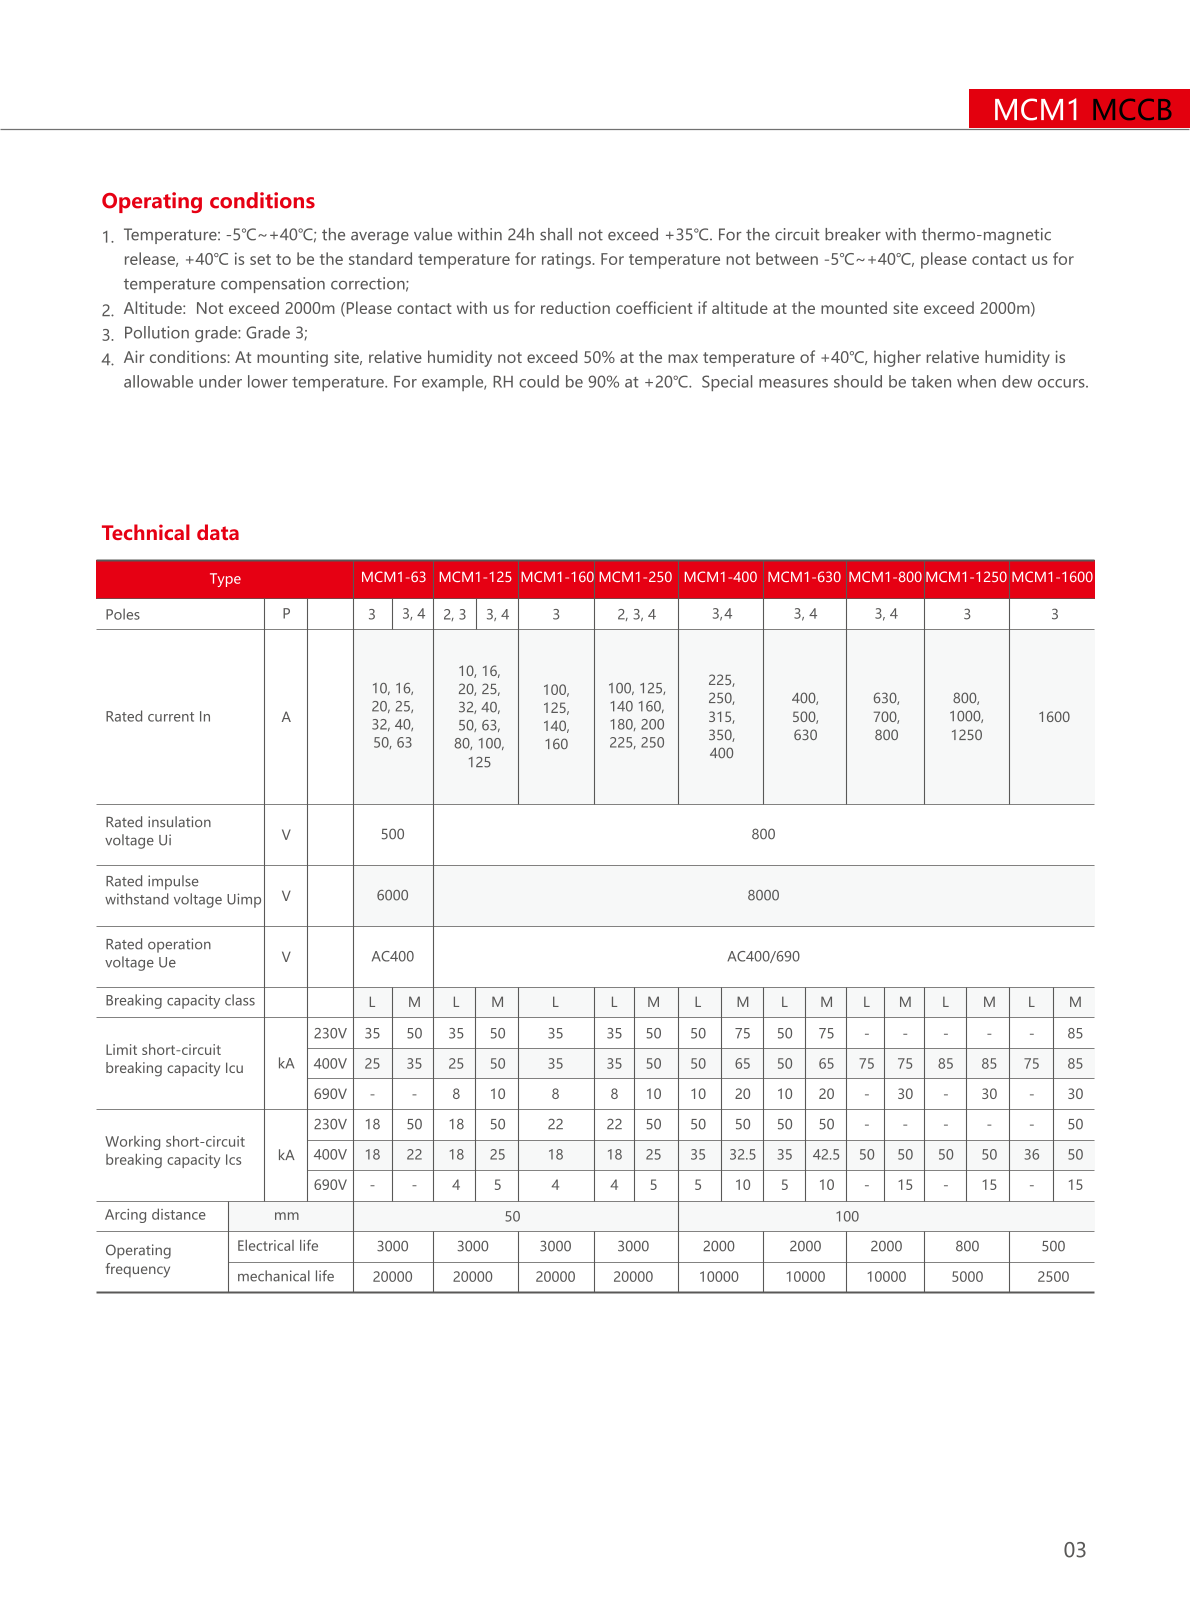 MCM1 MCCB
Operating conditions
1. Temperature: -5℃~+40℃; the average value within 24h shall not exceed +35℃. For the circuit breaker with thermo-magnetic
release, +40℃ is set to be the standard temperature for ratings. For temperature not between -5℃~+40℃, please contact us for
temperature compensation correction;
2. Altitude:  Not exceed 2000m (Please contact with us for reduction coefficient if altitude at the mounted site exceed 2000m)
3. Pollution grade: Grade 3;
4. Air conditions: At mounting site, relative humidity not exceed 50% at the max temperature of +40℃, higher relative humidity is
allowable under lower temperature. For example, RH could be 90% at +20℃.  Special measures should be taken when dew occurs.
Technical data
Type MCM1-63 MCM1-125 MCM1-160 MCM1-250 MCM1-400 MCM1-630 MCM1-800 MCM1-1250 MCM1-1600
Poles P 3 3, 4 2, 3 3, 4 3 2, 3, 4 3,4 3, 4 3, 4 3 3
Rated current In A
10, 16,
20, 25,
32, 40,
50, 63
10, 16,
20, 25,
32, 40,
50, 63,
80, 100,
125
100,
125,
140,
160
100, 125,
140 160,
180, 200
225, 250
225,
250,
315,
350,
400
400,
500,
630
630,
700,
800
800,
1000,
1250
1600
Rated insulation
voltage Ui
V 500 800
Rated impulse
withstand voltage Uimp
V 6000 8000
Rated operation
voltage Ue
V AC400 AC400/690
Breaking capacity class L M L M L L M L M L M L M L M L M
Limit short-circuit
breaking capacity Icu
kA
230V 35 50 35 50 35 35 50 50 75 50 75 - - - - - 85
400V 25 35 25 50 35 35 50 50 65 50 65 75 75 85 85 75 85
690V - - 8 10 8 8 10 10 20 10 20 - 30 - 30 - 30
Working short-circuit
breaking capacity Ics
kA
230V 18 50 18 50 22 22 50 50 50 50 50 - - - - - 50
400V 18 22 18 25 18 18 25 35 32.5 35 42.5 50 50 50 50 36 50
690V - - 4 5 4 4 5 5 10 5 10 - 15 - 15 - 15
Arcing distance mm 50 100
Operating
frequency
Electrical life 3000 3000 3000 3000 2000 2000 2000 800 500
mechanical life 20000 20000 20000 20000 10000 10000 10000 5000 2500
03